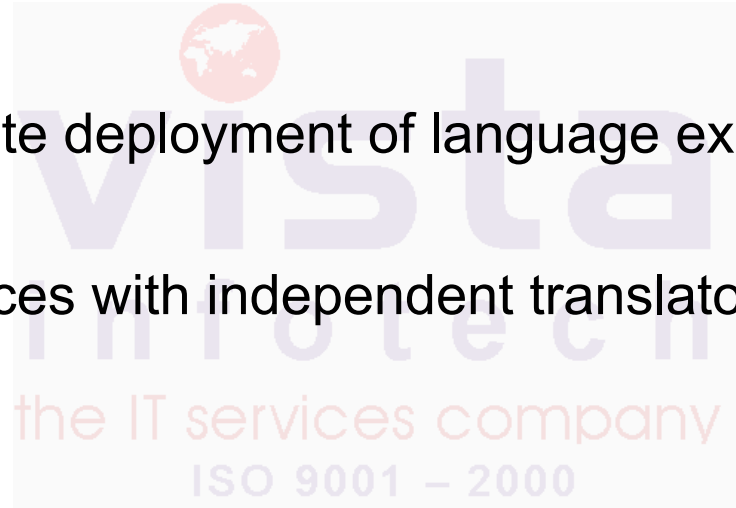 te deployment of language ex
vista
ces with independent translato
infotech
the IT services company
ISO 9001 – 2000